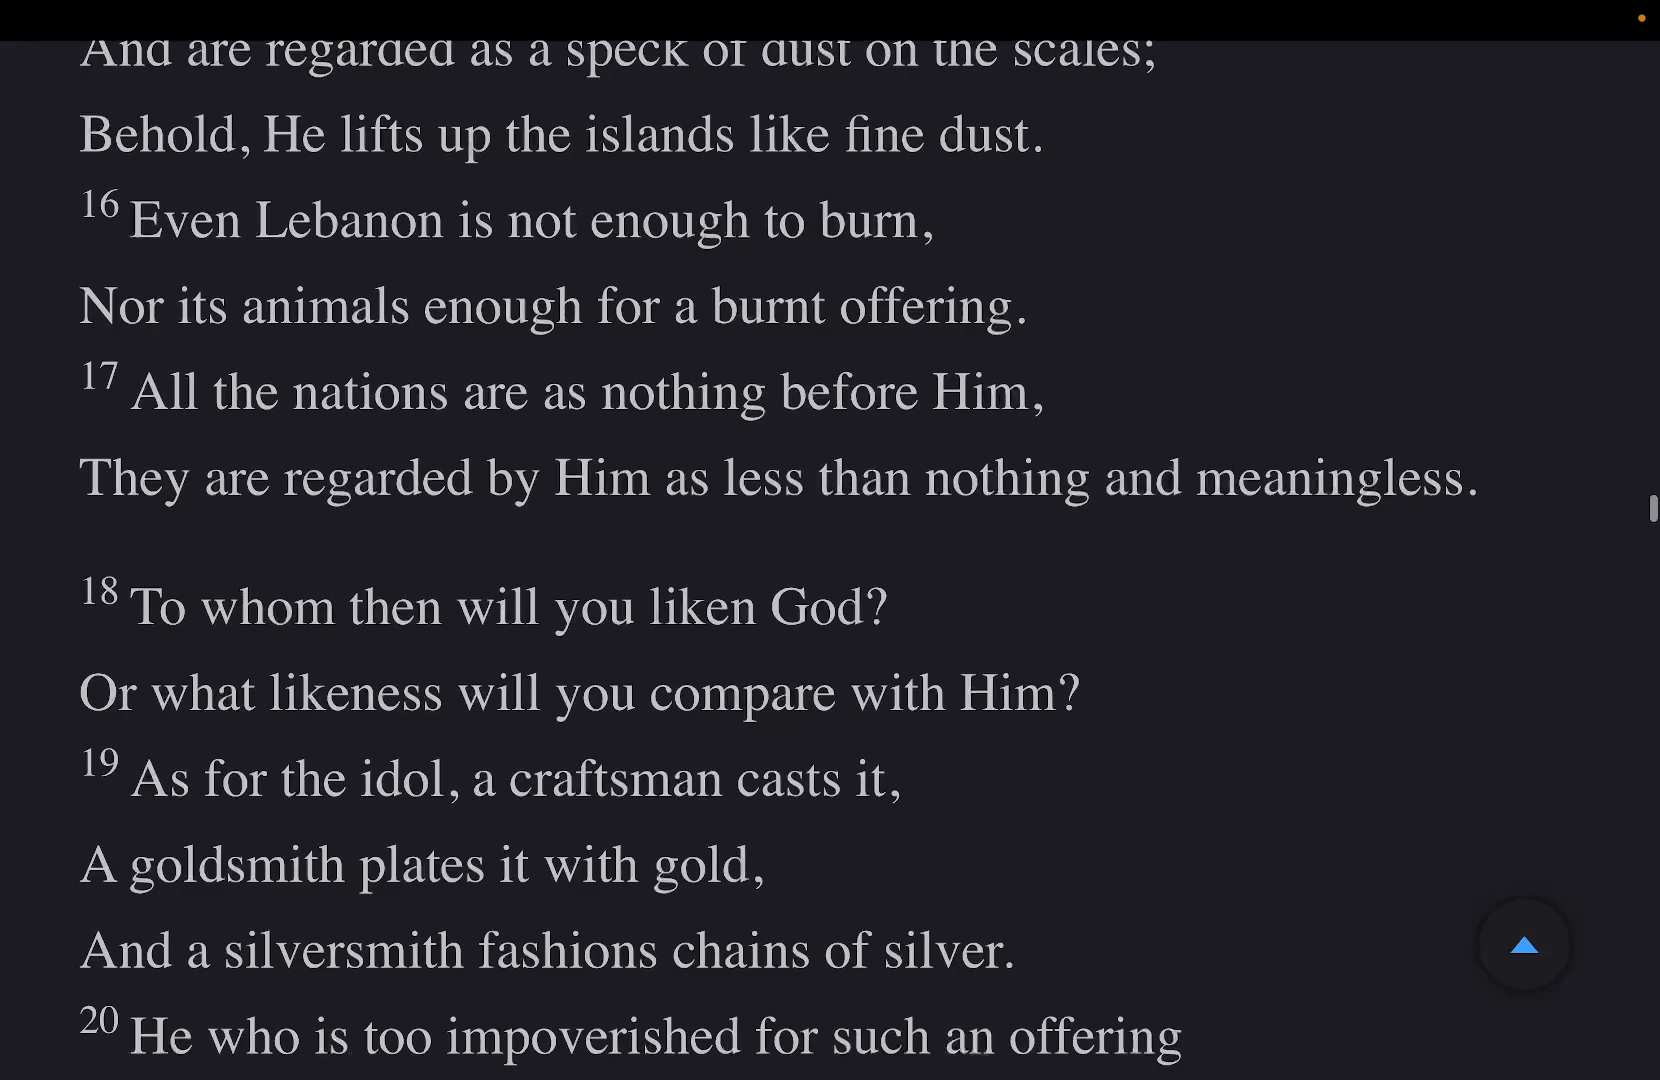 And are regarded as a speck of dust on the scales;
Behold, He lifts up the islands like fine dust.
16 Even Lebanon is not enough to burn,
Nor its animals enough for a burnt offering.
17 All the nations are as nothing before Him,
They are regarded by Him as less than nothing and meaningless.
18 To whom then will you liken God?
Or what likeness will you compare with Him?
19 As for the idol, a craftsman casts it,
A goldsmith plates it with gold,
And a silversmith fashions chains of silver.
20 He who is too impoverished for such an offering